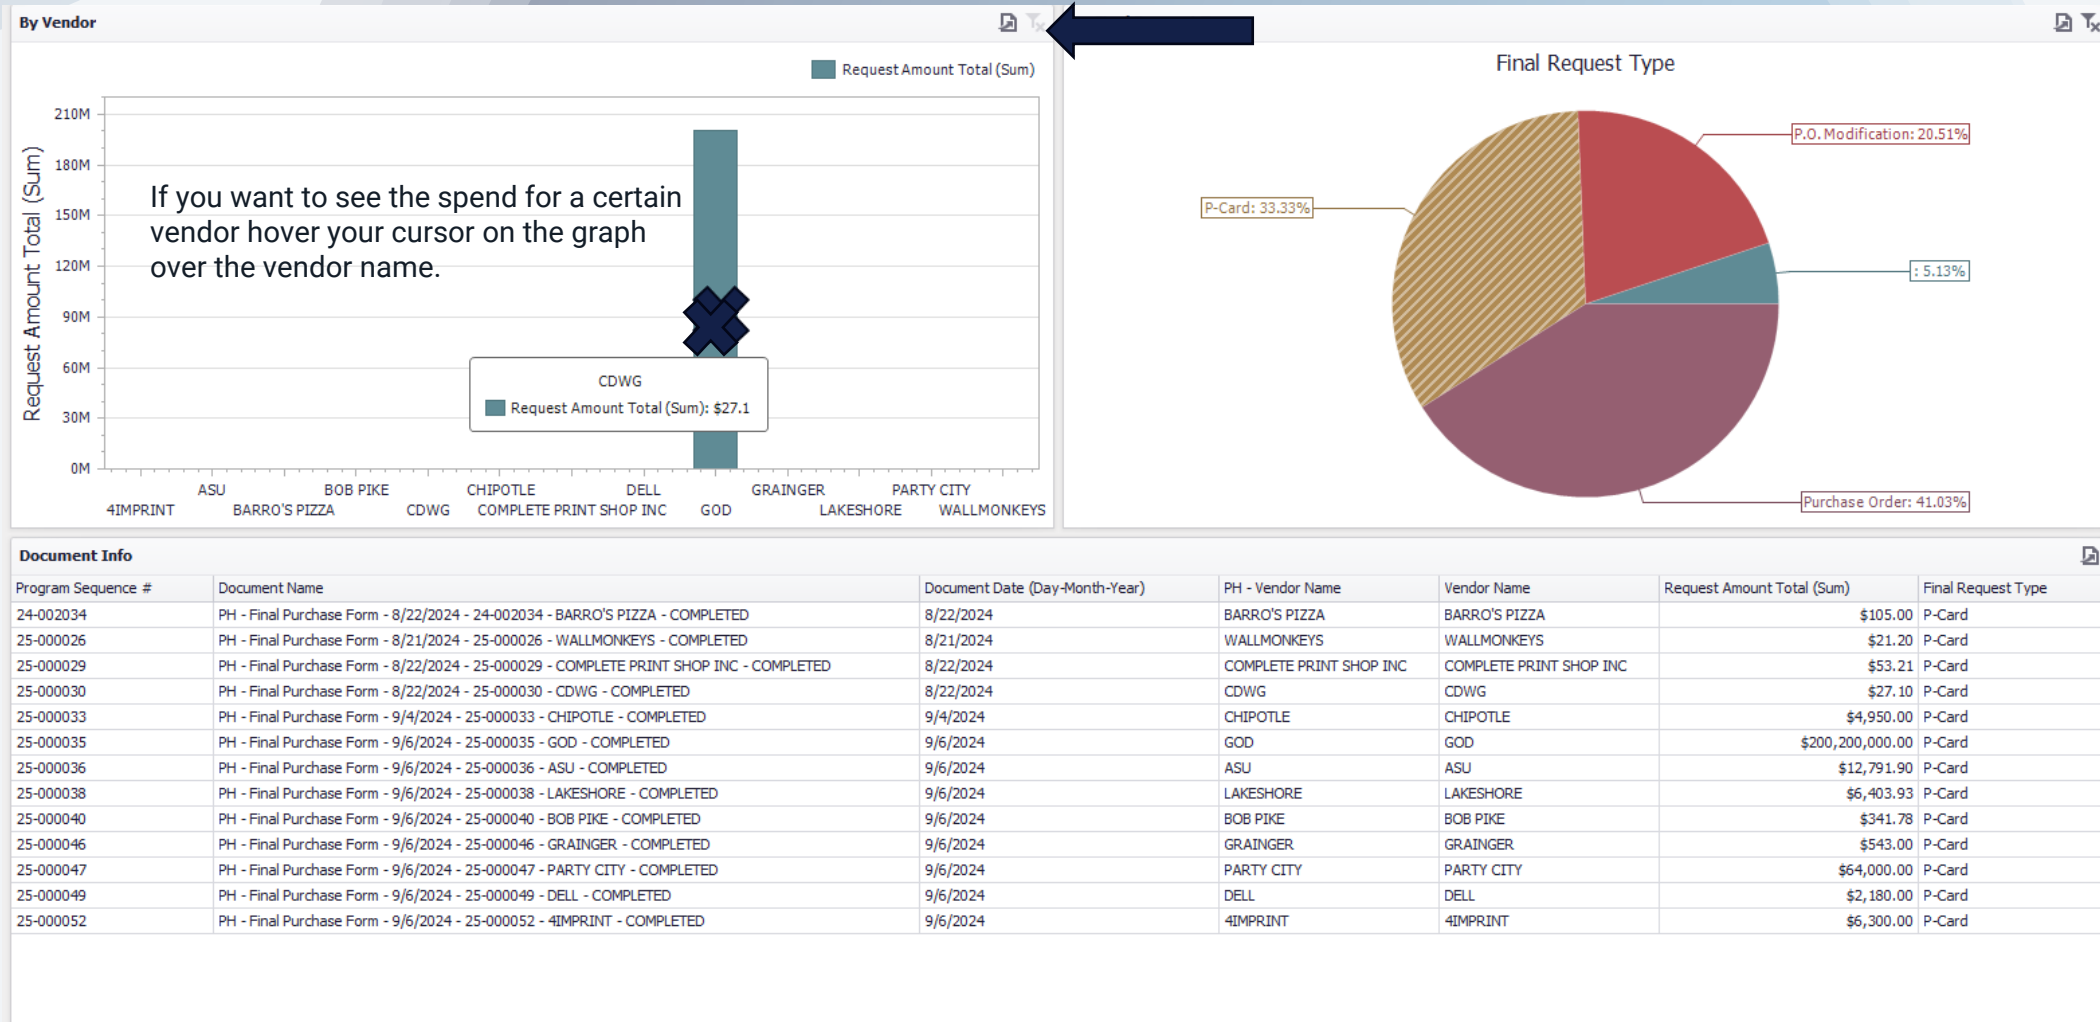 By Vendor
Request Amount Total (Sum)
Request Amount Total (Sum)
210M
180M
150M
120M
90M
60M
30M
0M
If you want to see the spend for a certain
vendor hover your cursor on the graph
over the vendor name.
CDWG
Request Amount Total (Sum): $27.1
ASU BOB PIKE CHIPOTLE DELL GRAINGER PARTY CITY
4IMPRINT BARRO'S PIZZA CDWG COMPLETE PRINT SHOP INC GOD LAKESHORE WALLMONKEYS
Final Request Type
P.O. Modification: 20.51%
P-Card: 33.33%
: 5.13%
Purchase Order: 41.03%
Document Info
Program Sequence # Document Name Document Date (Day-Month-Year) PH - Vendor Name Vendor Name Request Amount Total (Sum) Final Request Type
24-002034 PH - Final Purchase Form - 8/22/2024 - 24-002034 - BARRO'S PIZZA - COMPLETED 8/22/2024 BARRO'S PIZZA BARRO'S PIZZA $105.00 P-Card
25-000026 PH - Final Purchase Form - 8/21/2024 - 25-000026 - WALLMONKEYS - COMPLETED 8/21/2024 WALLMONKEYS WALLMONKEYS $21.20 P-Card
25-000029 PH - Final Purchase Form - 8/22/2024 - 25-000029 - COMPLETE PRINT SHOP INC - COMPLETED 8/22/2024 COMPLETE PRINT SHOP INC COMPLETE PRINT SHOP INC $53.21 P-Card
25-000030 PH - Final Purchase Form - 8/22/2024 - 25-000030 - CDWG - COMPLETED 8/22/2024 CDWG CDWG $27.10 P-Card
25-000033 PH - Final Purchase Form - 9/4/2024 - 25-000033 - CHIPOTLE - COMPLETED 9/4/2024 CHIPOTLE CHIPOTLE $4,950.00 P-Card
25-000035 PH - Final Purchase Form - 9/6/2024 - 25-000035 - GOD - COMPLETED 9/6/2024 GOD GOD $200,200,000.00 P-Card
25-000036 PH - Final Purchase Form - 9/6/2024 - 25-000036 - ASU - COMPLETED 9/6/2024 ASU ASU $12,791.90 P-Card
25-000038 PH - Final Purchase Form - 9/6/2024 - 25-000038 - LAKESHORE - COMPLETED 9/6/2024 LAKESHORE LAKESHORE $6,403.93 P-Card
25-000040 PH - Final Purchase Form - 9/6/2024 - 25-000040 - BOB PIKE - COMPLETED 9/6/2024 BOB PIKE BOB PIKE $341.78 P-Card
25-000046 PH - Final Purchase Form - 9/6/2024 - 25-000046 - GRAINGER - COMPLETED 9/6/2024 GRAINGER GRAINGER $543.00 P-Card
25-000047 PH - Final Purchase Form - 9/6/2024 - 25-000047 - PARTY CITY - COMPLETED 9/6/2024 PARTY CITY PARTY CITY $64,000.00 P-Card
25-000049 PH - Final Purchase Form - 9/6/2024 - 25-000049 - DELL - COMPLETED 9/6/2024 DELL DELL $2,180.00 P-Card
25-000052 PH - Final Purchase Form - 9/6/2024 - 25-000052 - 4IMPRINT - COMPLETED 9/6/2024 4IMPRINT 4IMPRINT $6,300.00 P-Card